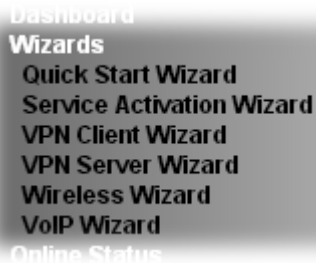 Dashboard
Wizards
Quick Start Wizard
Service Activation Wizard
VPN Client Wizard
VPN Server Wizard
Wireless Wizard
VoIP Wizard
Online Status